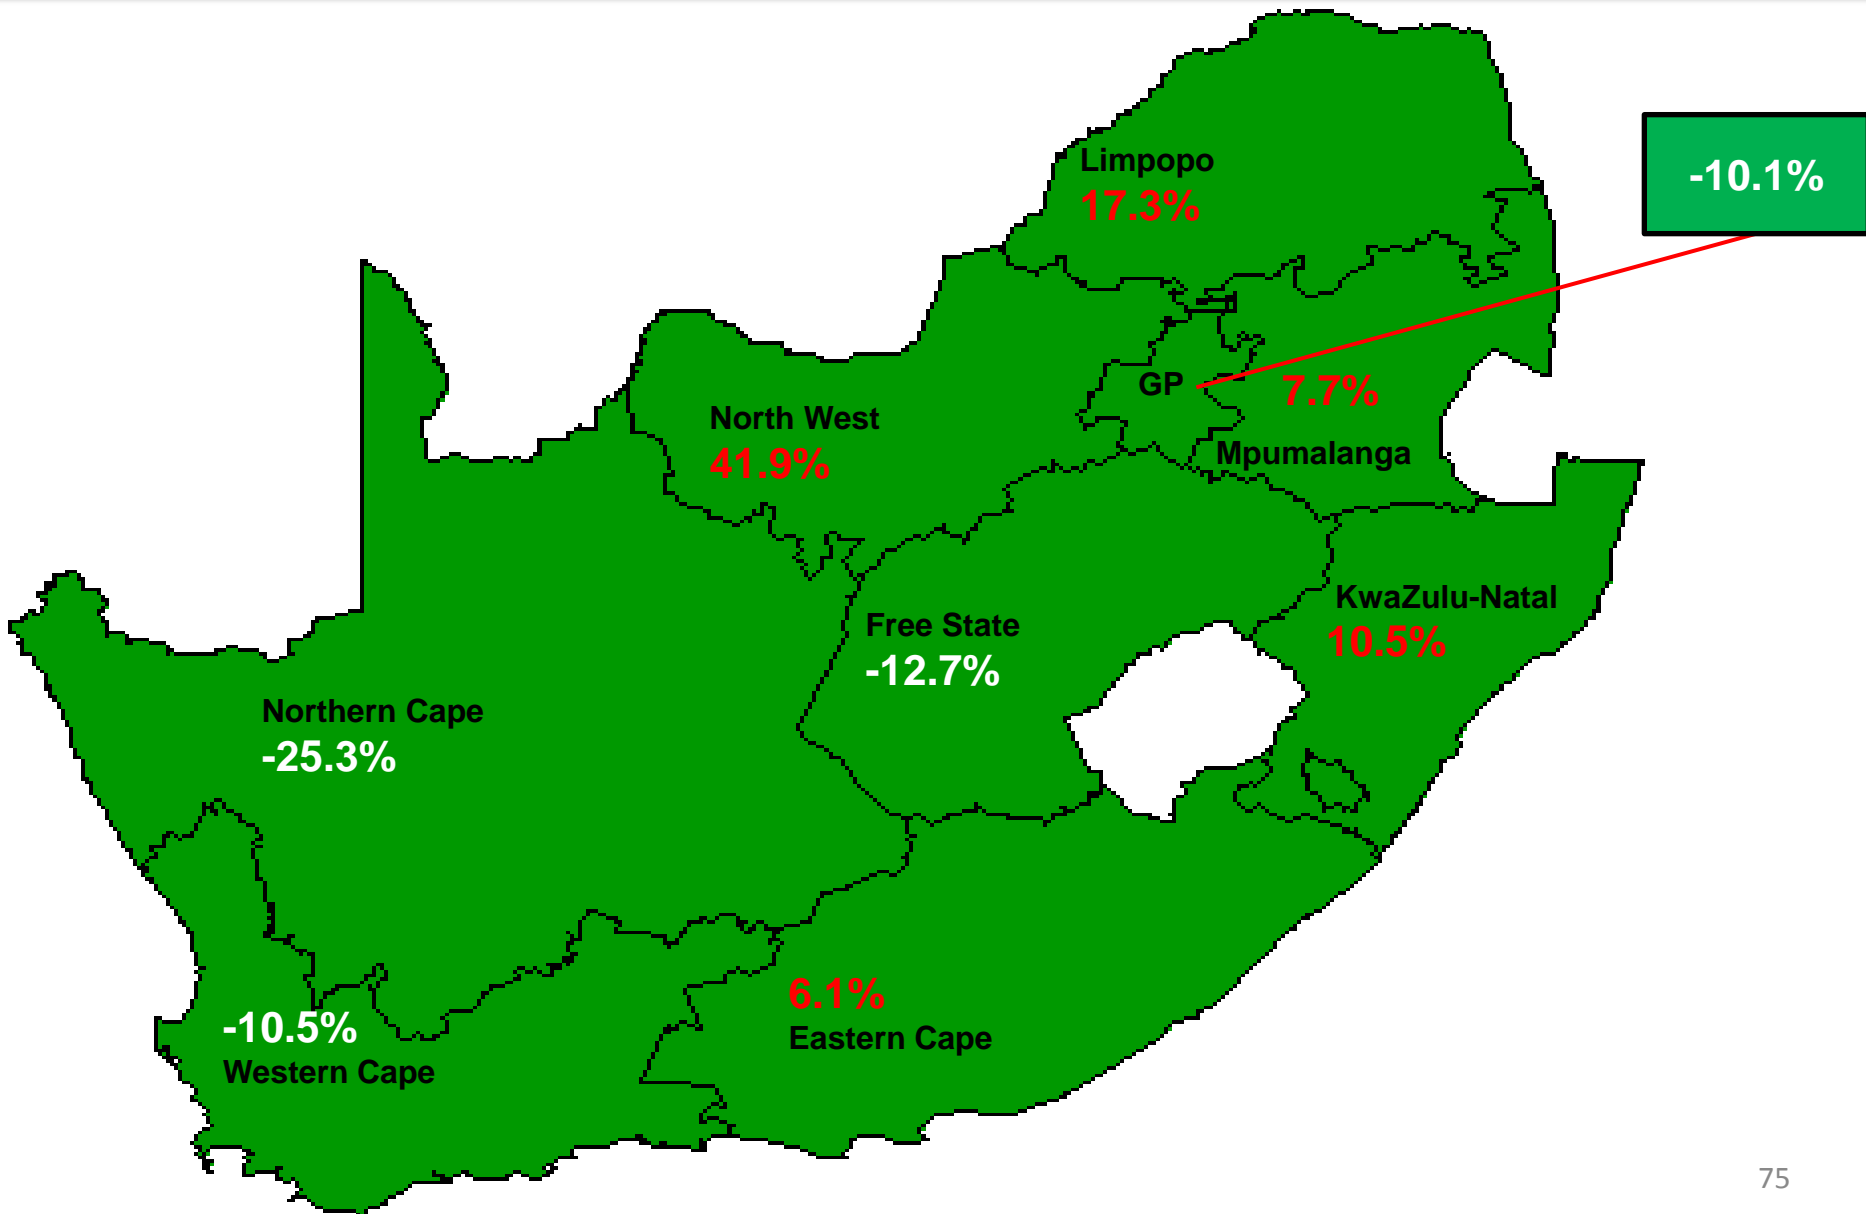 Limpopo
17.3%
-10.1%
GP
7.7%
Mpumalanga
North West
41.9%
KwaZulu-Natal
10.5%
Free State
-12.7%
Northern Cape
-25.3%
6.1%
Eastern Cape
-10.5%
Western Cape
75